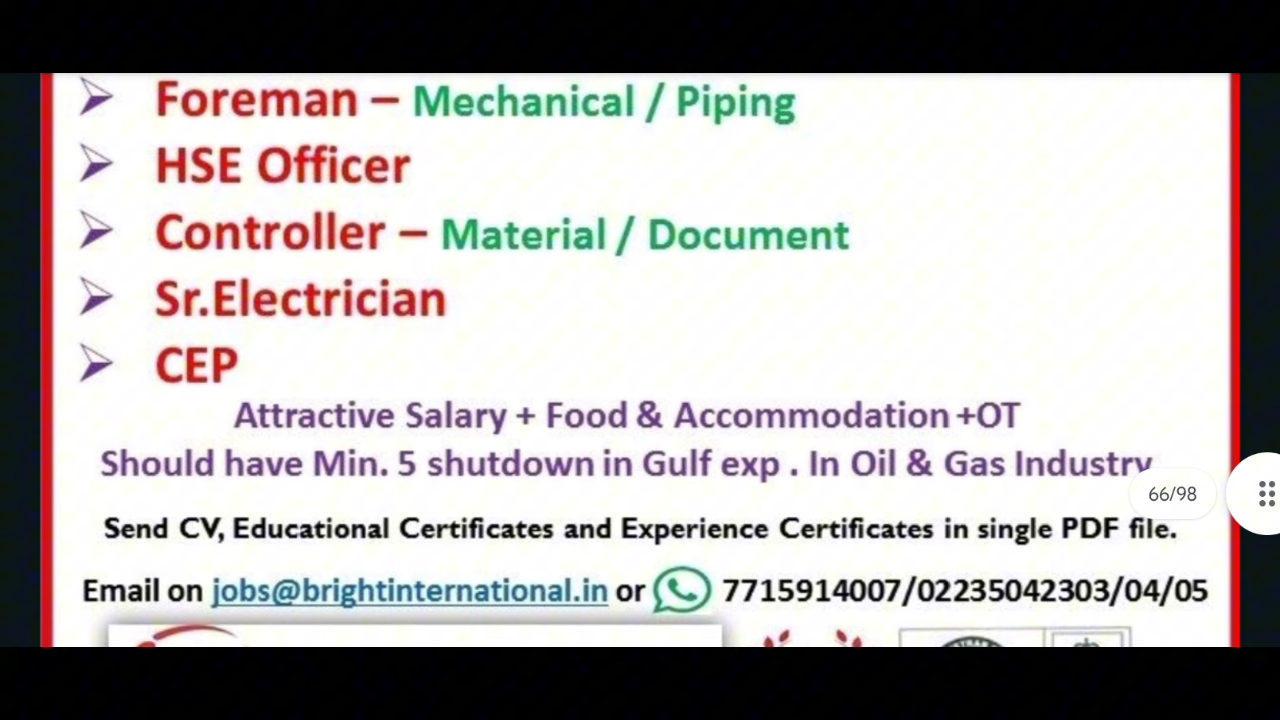 Foreman – Mechanical / Piping
HSE Officer
Controller – Material / Document
Sr.Electrician
CEP
Attractive Salary + Food & Accommodation +OT
Should have Min. 5 shutdown in Gulf exp . In Oil & Gas Industry
66/98
Send CV, Educational Certificates and Experience Certificates in single PDF file.
Email on jobs@brightinternational.in or 7715914007/02235042303/04/05